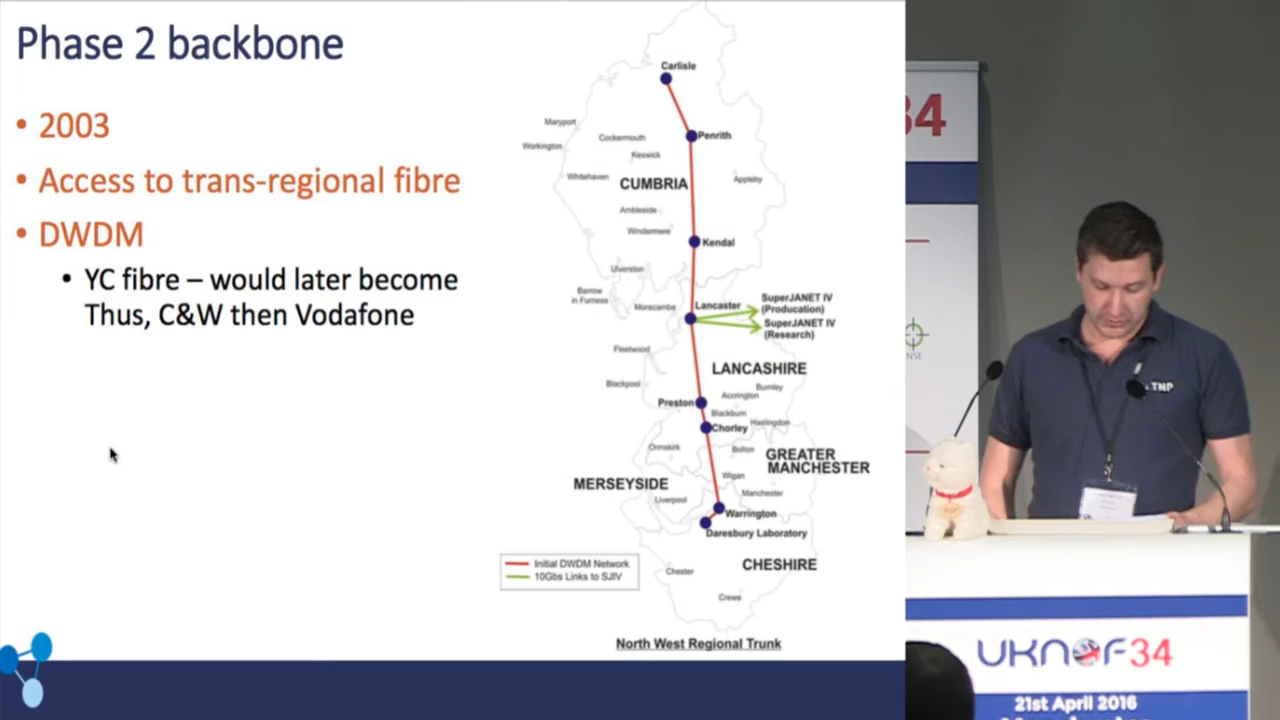 Phase 2 backbone
• 2003
• Access to trans-regional fibre
• DWDM
• YC fibre – would later become
Thus, C&W then Vodafone
Carlisle
Penrith
Maryport
Cockermouth
Workington
Keswick
Whitehaven
CUMBRIA
Appleby
Ambleside
Windermere
Kendal
Ulverston
Barrow
in Furness
Morecambe
Lancaster
SuperJANET IV
(Producation)
SuperJANET IV
(Research)
Fleetwood
LANCASHIRE
Blackpool
Burnley
Accrington
Preston
Blackburn
Haslingdon
Chorley
Ormskirk
Bolton
GREATER
MANCHESTER
Wigan
MERSEYSIDE
Manchester
Liverpool
Warrington
Daresbury Laboratory
Initial DWDM Network
10Gbs Links to SJIV
CHESHIRE
Chester
Crewe
North West Regional Trunk
34
NSE
TNP
UKNOF34
21st April 2016